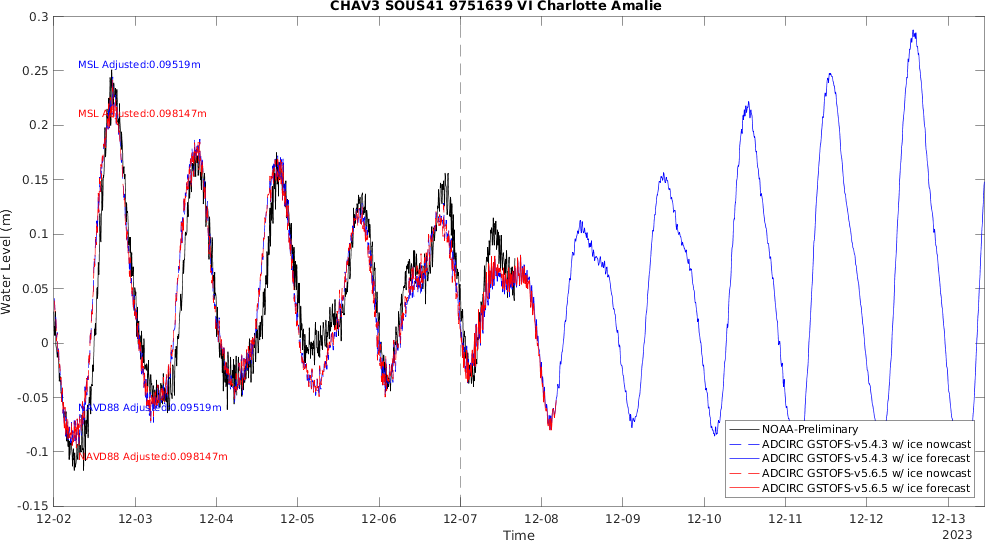 CHAV3 SOUS41 9751639 VI Charlotte Amalie
0.3
0.25
0.2
0.15
0.1
0.05
0
-0.05
-0.1
-0.15
Water Level (m)
MSL Adjusted:0.09519m
MSL Adjusted:0.098147m
NAVD88 Adjusted:0.09519m
NAVD88 Adjusted:0.098147m
NOAA-Preliminary
ADCIRC GSTOFS-v5.4.3 w/ ice nowcast
ADCIRC GSTOFS-v5.4.3 w/ ice forecast
ADCIRC GSTOFS-v5.6.5 w/ ice nowcast
ADCIRC GSTOFS-v5.6.5 w/ ice forecast
12-02 12-03 12-04 12-05 12-06 12-07 12-08 12-09 12-10 12-11 12-12 12-13
Time
2023